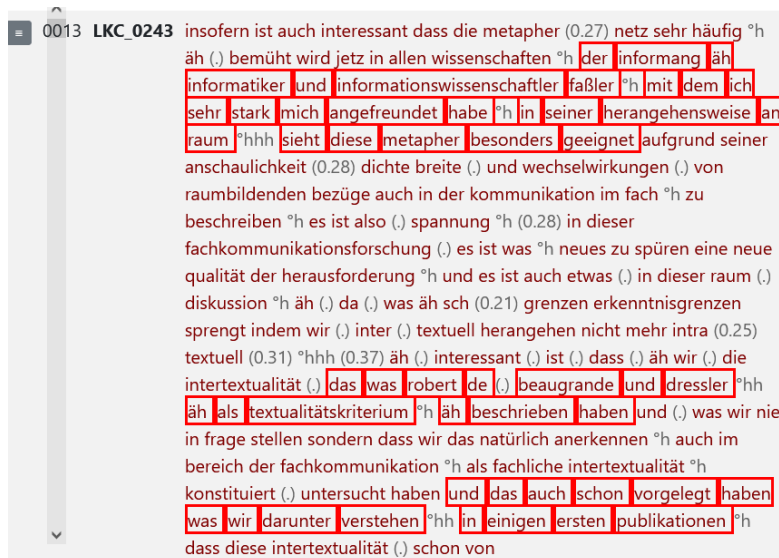 0013 LKC_0243 insofern ist auch interessant dass die metapher (0.27) netz sehr häufig °h
äh (.) bemüht wird jetz in allen wissenschaften °h der informang äh
informatiker und informationswissenschaftler faßler °h mit dem ich
sehr stark mich angefreundet habe °h in seiner herangehensweise an
raum °hhh sieht diese metapher besonders geeignet aufgrund seiner
anschaulichkeit (0.28) dichte breite (.) und wechselwirkungen (.) von
raumbildenden bezüge auch in der kommunikation im fach °h zu
beschreiben °h es ist also (.) spannung °h (0.28) in dieser
fachkommunikationsforschung (.) es ist was °h neues zu spüren eine neue
qualität der herausforderung °h und es ist auch etwas (.) in dieser raum (.)
diskussion °h äh (.) da (.) was äh sch (0.21) grenzen erkenntnisgrenzen
sprengt indem wir (.) inter (.) textuell herangehen nicht mehr intra (0.25)
textuell (0.31) °hhh (0.37) äh (.) interessant (.) ist (.) dass (.) äh wir (.) die
intertextualität (.) das was robert de (.) beaugrande und dressler °hh
äh als textualitätskriterium °h äh beschrieben haben und (.) was wir nie
in frage stellen sondern dass wir das natürlich anerkennen °h auch im
bereich der fachkommunikation °h als fachliche intertextualität °h
konstituiert (.) untersucht haben und das auch schon vorgelegt haben
was wir darunter verstehen °hh in einigen ersten publikationen °h
dass diese intertextualität (.) schon von